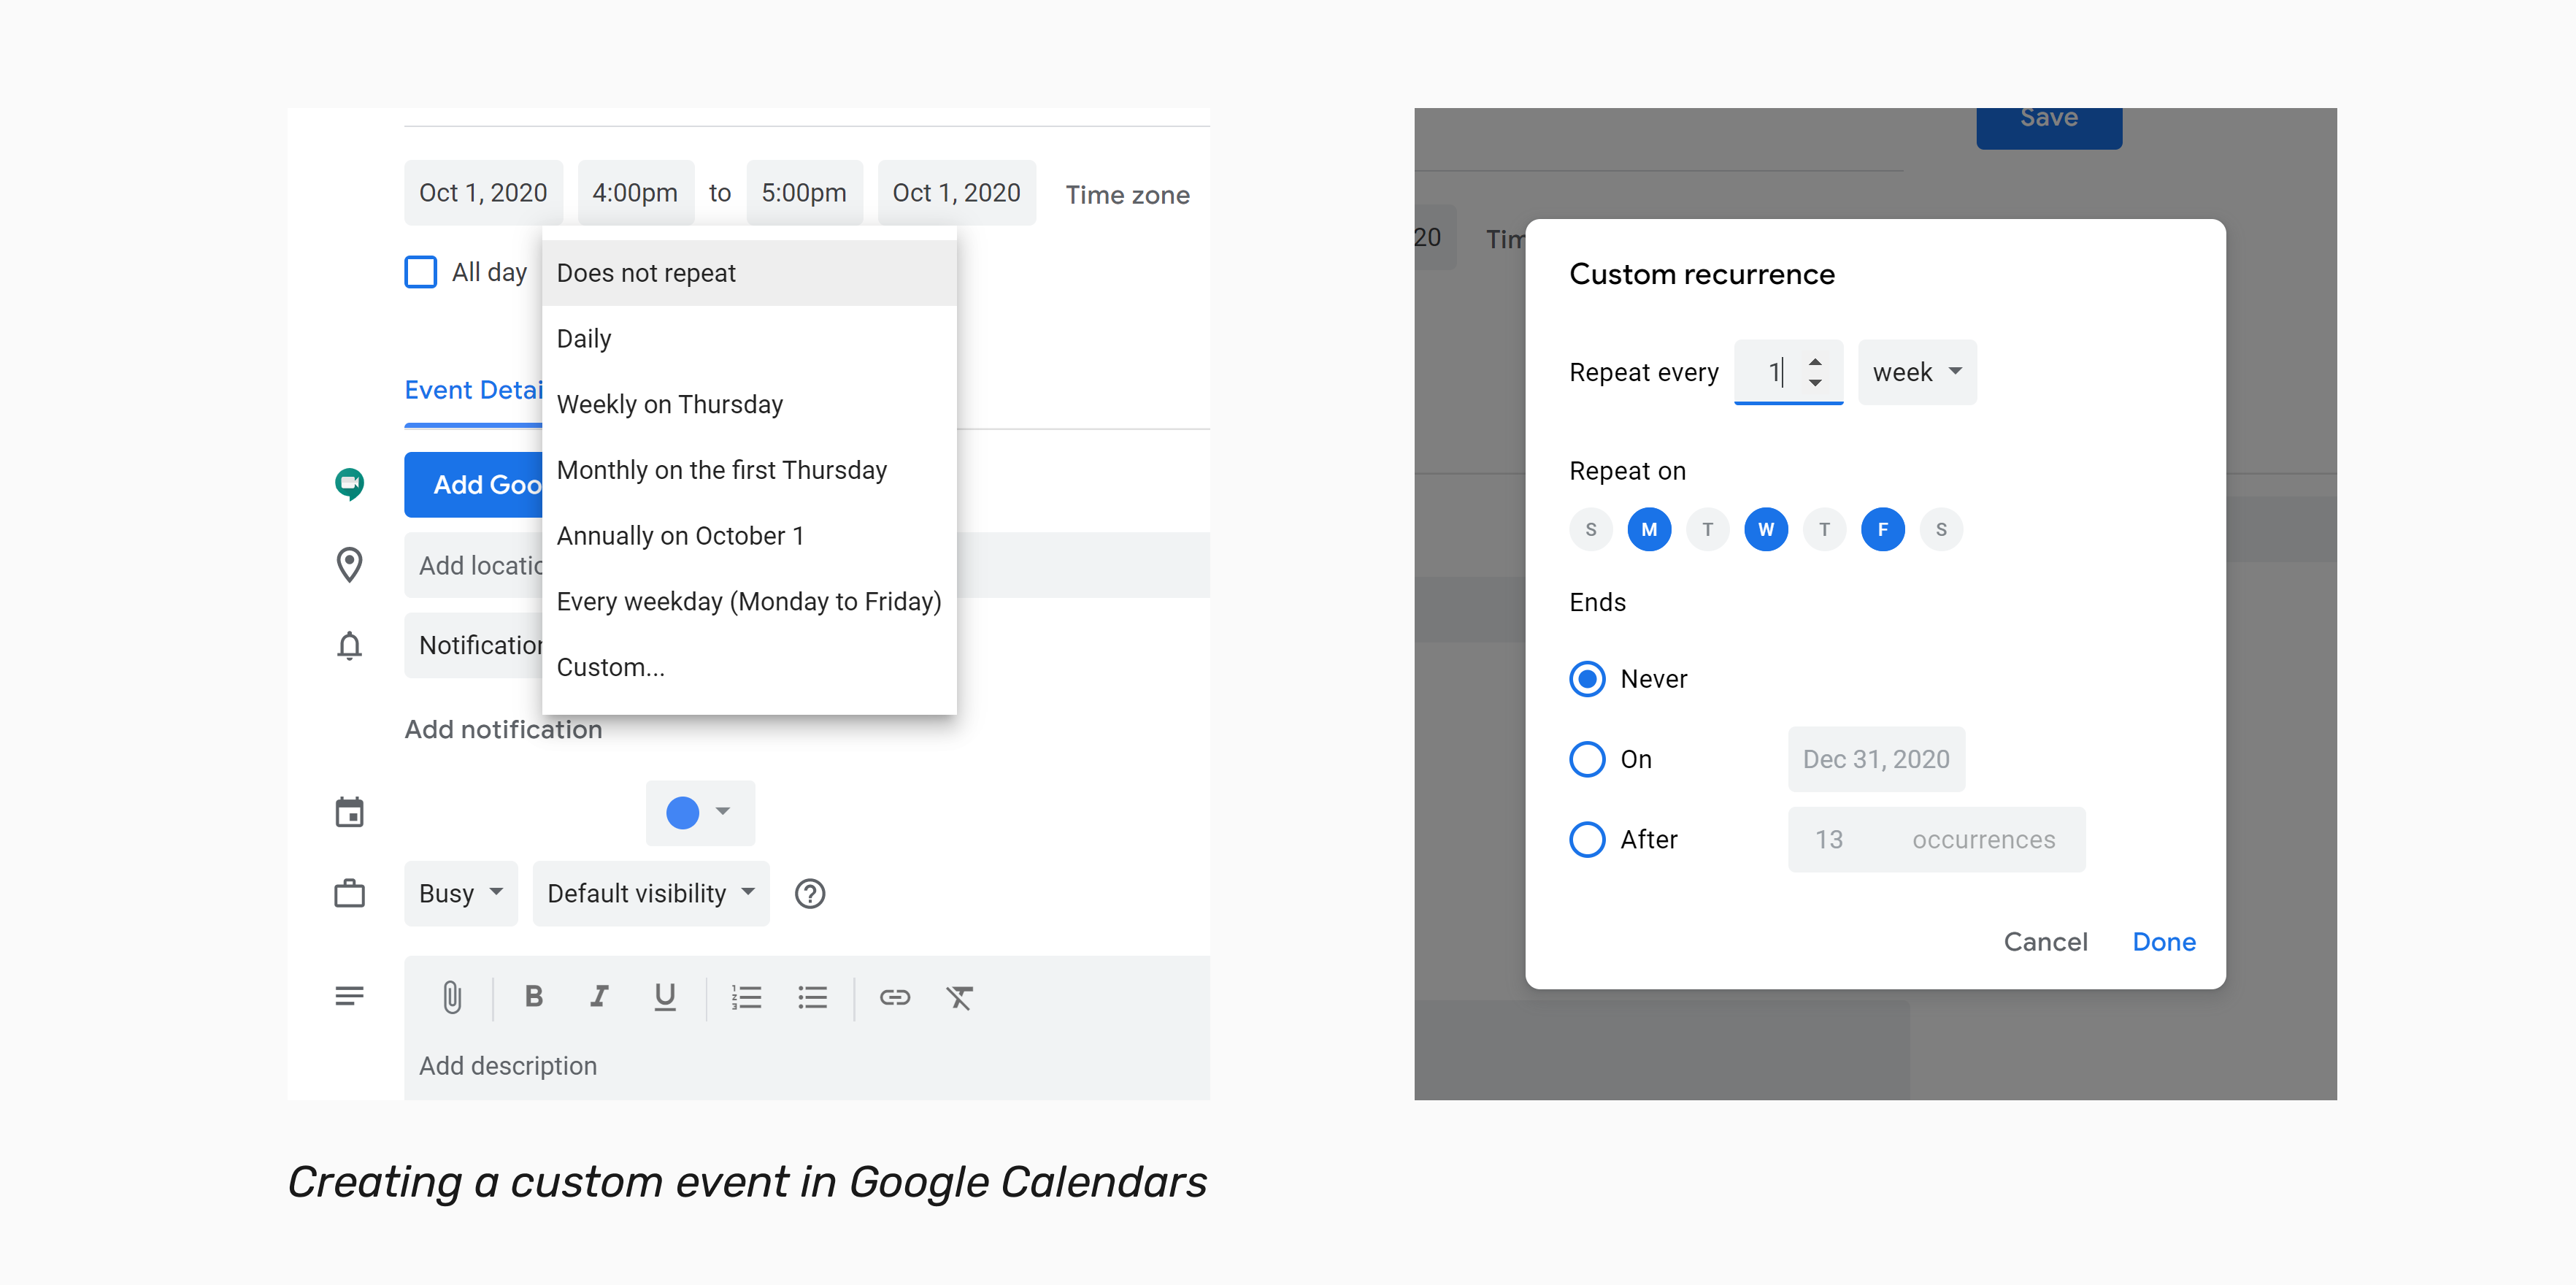 Oct 1, 2020 4:00pm to 5:00pm Oct 1, 2020 Time zone
All day
Does not repeat
Daily
Event Detai
Weekly on Thursday
Monthly on the first Thursday
Add Goo
Annually on October 1
Add locatio
Every weekday (Monday to Friday)
Notification
Custom...
Add notification
Busy Default visibility ?
B I U
Add description
Save
20 Tim
Custom recurrence
Repeat every 1 week
Repeat on
S M T W T F S
Ends
Never
On Dec 31, 2020
After 13 occurrences
Cancel Done
Creating a custom event in Google Calendars